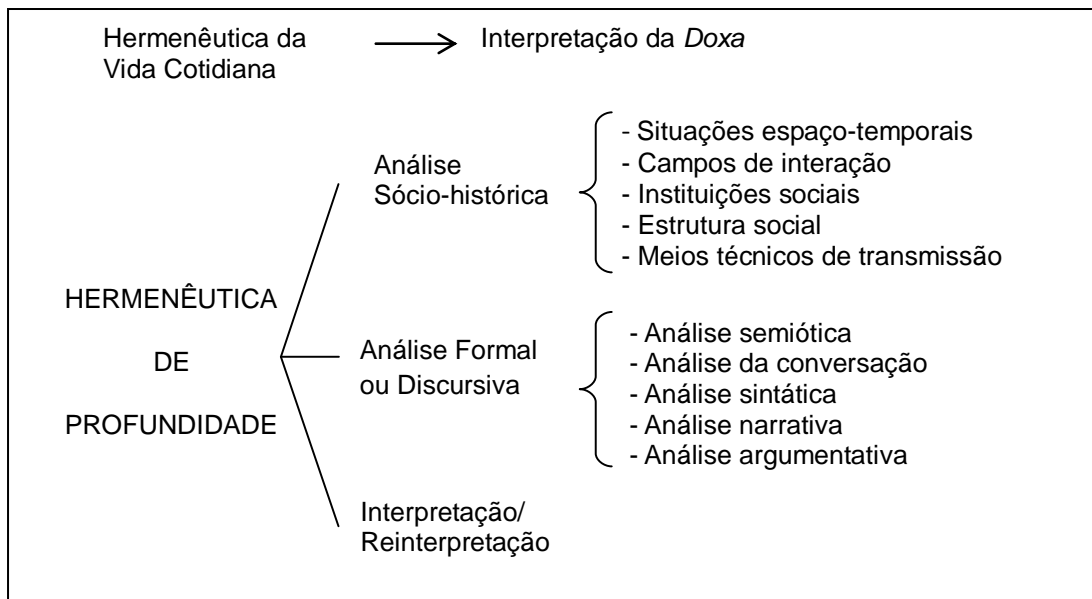 Hermenêutica da
Vida Cotidiana
Interpretação da Doxa
Análise
Sócio-histórica
- Situações espaço-temporais
- Campos de interação
- Instituições sociais
- Estrutura social
- Meios técnicos de transmissão
HERMENÊUTICA
DE
PROFUNDIDADE
Análise Formal
ou Discursiva
- Análise semiótica
- Análise da conversação
- Análise sintática
- Análise narrativa
- Análise argumentativa
Interpretação/
Reinterpretação